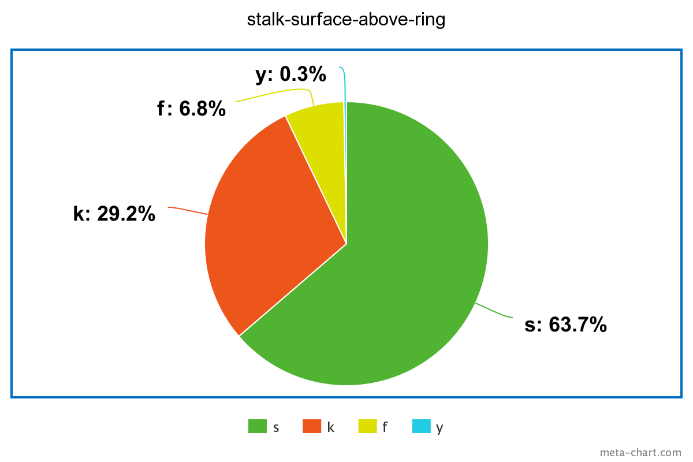 stalk-surface-above-ring
y: 0.3%
f: 6.8%
k: 29.2%
s: 63.7%
s k f y
meta-chart.com